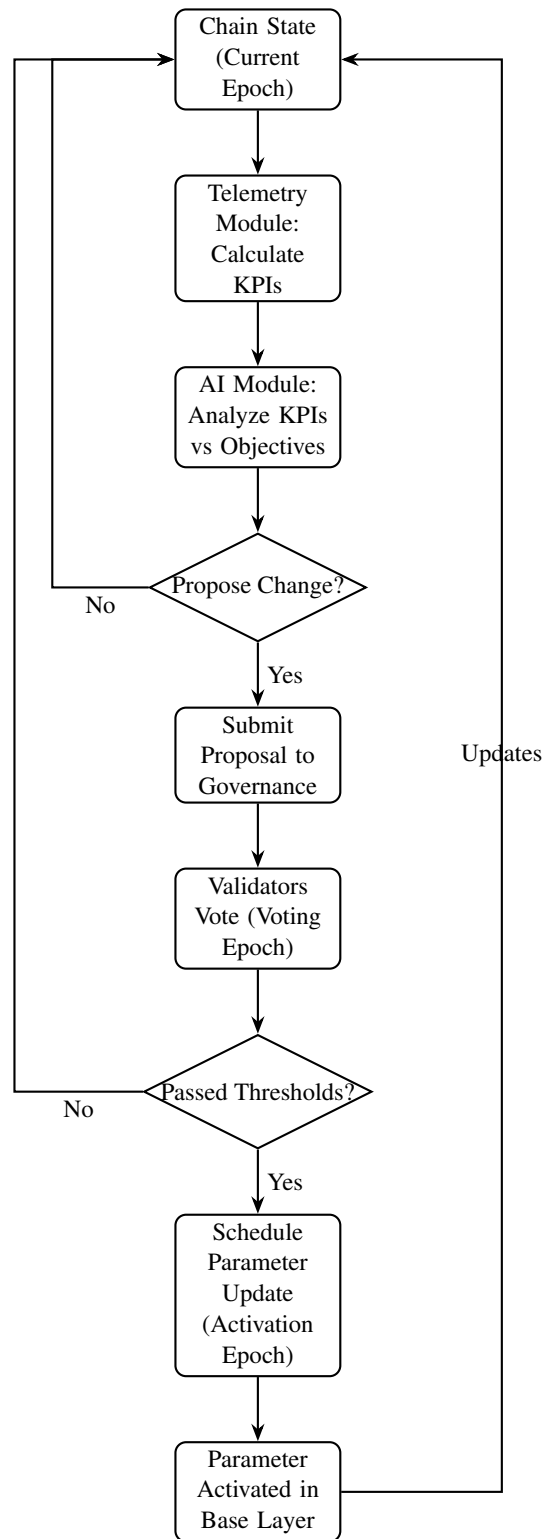 Chain State
(Current
Epoch)
Telemetry
Module:
Calculate
KPIs
AI Module:
Analyze KPIs
vs Objectives
Propose Change?
No
Yes
Submit
Proposal to
Governance
Updates
Validators
Vote (Voting
Epoch)
Passed Thresholds?
No
Yes
Schedule
Parameter
Update
(Activation
Epoch)
Parameter
Activated in
Base Layer